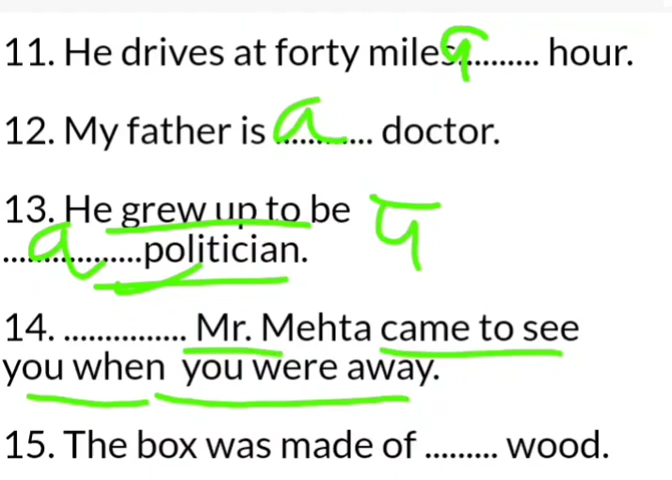 11. He drives at forty miles.......... hour.
12. My father is a............ doctor.
13. He grew up to be
a.................politician.
14. ............... Mr. Mehta came to see
you when you were away.
15. The box was made of ......... wood.